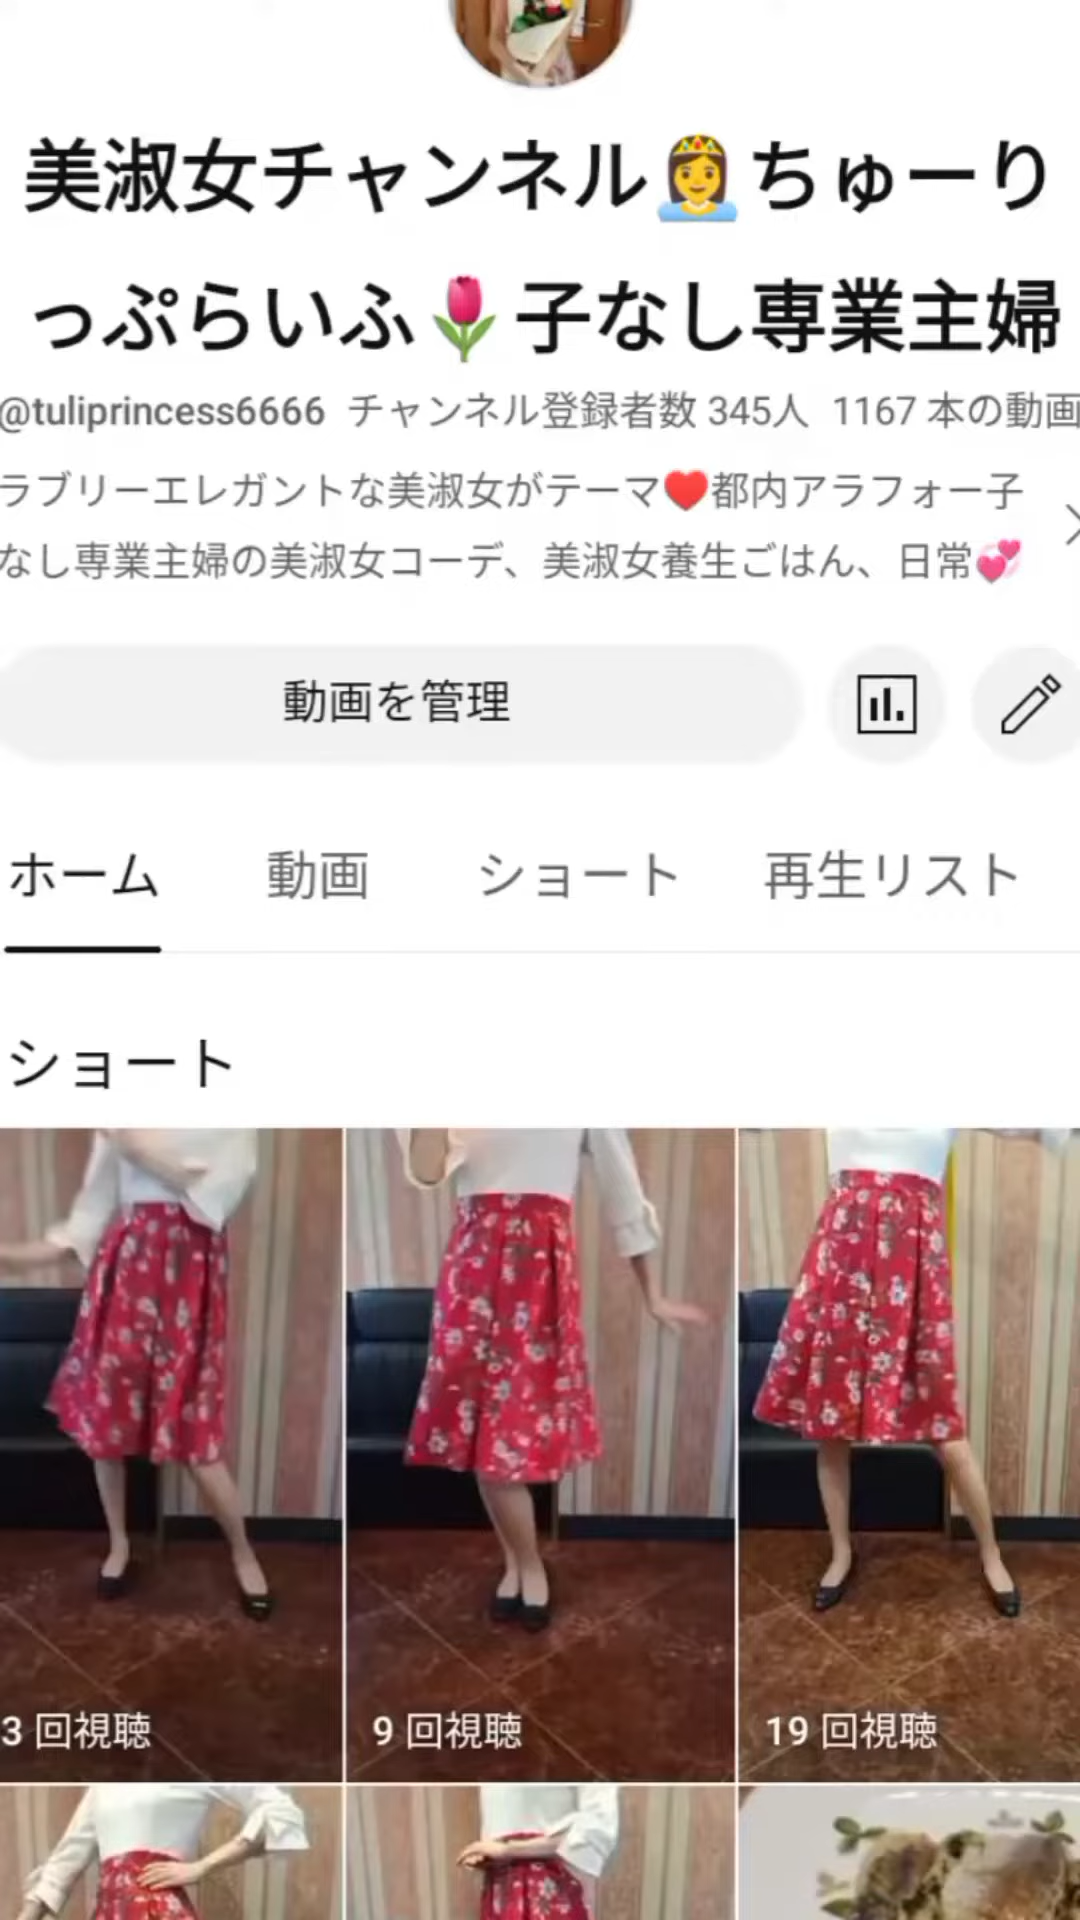 美淑女チャンネル👸ちゅーり
っぷらいふ🌷子なし専業主婦
@tuliprincess6666 チャンネル登録者数 345人 1167 本の動画
ラブリーエレガントな美淑女がテーマ❤️都内アラフォー子
なし専業主婦の美淑女コーデ、美淑女養生ごはん、日常💞
動画を管理
ホーム 動画 ショート 再生リスト
ショート
3 回視聴 9 回視聴 19 回視聴